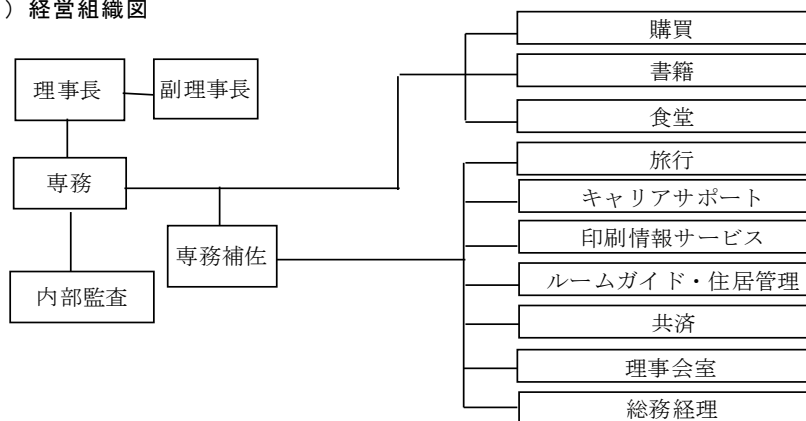 ）経営組織図
理事長
副理事長
専務
専務補佐
内部監査
購買
書籍
食堂
旅行
キャリアサポート
印刷情報サービス
ルームガイド・住居管理
共済
理事会室
総務経理